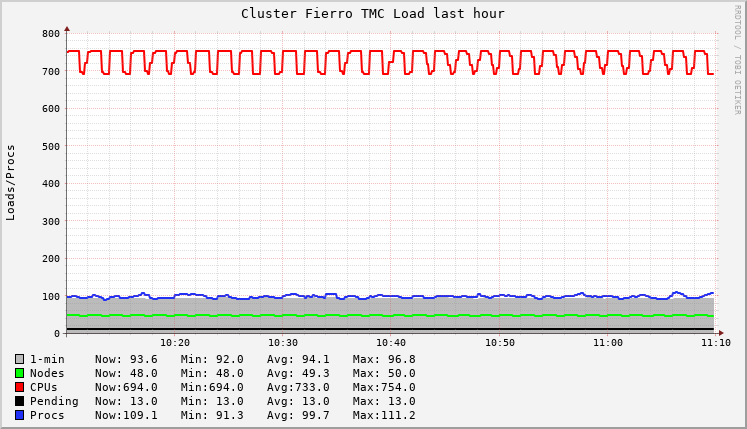 Cluster Fierro TMC Load last hour
RRDTOOL / TOBI OETIKER
Loads/Procs
800
700
600
500
400
300
200
100
0
10:20 10:30 10:40 10:50 11:00 11:10
1-min Now: 93.6 Min: 92.0 Avg: 94.1 Max: 96.8
Nodes Now: 48.0 Min: 48.0 Avg: 49.3 Max: 50.0
CPUs Now:694.0 Min:694.0 Avg:733.0 Max:754.0
Pending Now: 13.0 Min: 13.0 Avg: 13.0 Max: 13.0
Procs Now:109.1 Min: 91.3 Avg: 99.7 Max:111.2